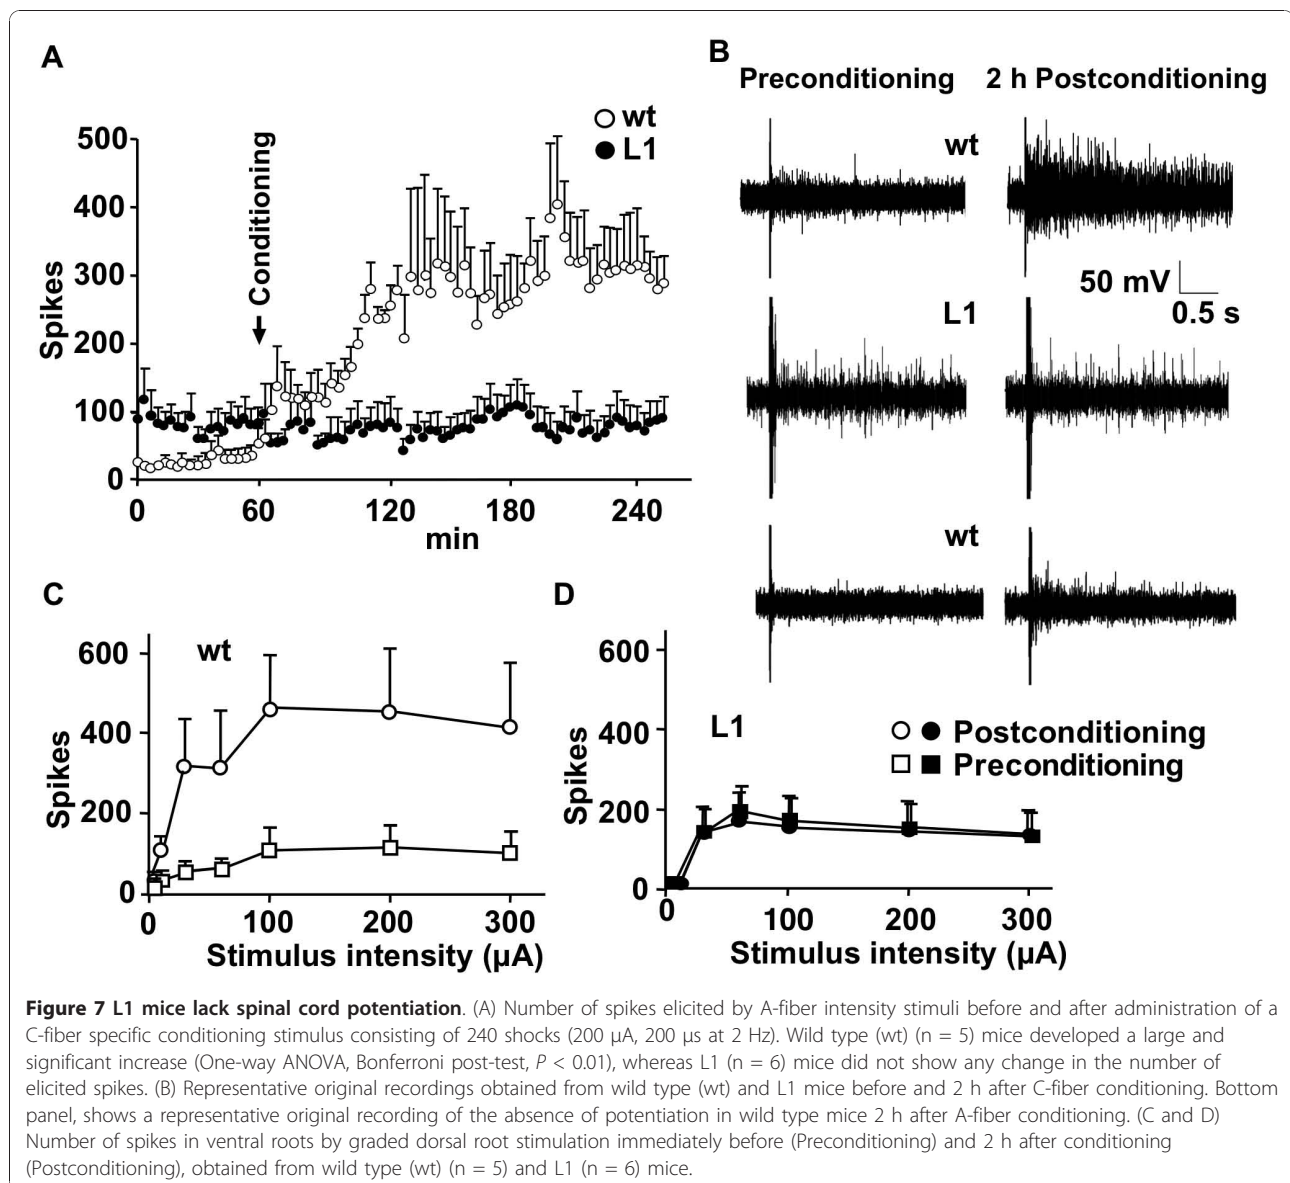 A
B
Preconditioning 2 h Postconditioning
wt
L1
Conditioning
500
400
300
200
100
0
Spikes
0 60 120 180 240
min
wt
50 mV
0.5 s
L1
wt
C
wt
600
400
200
0
Spikes
0 100 200 300
Stimulus intensity (µA)
D
L1
Postconditioning
Preconditioning
600
400
200
0
Spikes
0 100 200 300
Stimulus intensity (µA)
Figure 7 L1 mice lack spinal cord potentiation. (A) Number of spikes elicited by A-fiber intensity stimuli before and after administration of a
C-fiber specific conditioning stimulus consisting of 240 shocks (200 µA, 200 µs at 2 Hz). Wild type (wt) (n = 5) mice developed a large and
significant increase (One-way ANOVA, Bonferroni post-test, P < 0.01), whereas L1 (n = 6) mice did not show any change in the number of
elicited spikes. (B) Representative original recordings obtained from wild type (wt) and L1 mice before and 2 h after C-fiber conditioning. Bottom
panel, shows a representative original recording of the absence of potentiation in wild type mice 2 h after A-fiber conditioning. (C and D)
Number of spikes in ventral roots by graded dorsal root stimulation immediately before (Preconditioning) and 2 h after conditioning
(Postconditioning), obtained from wild type (wt) (n = 5) and L1 (n = 6) mice.